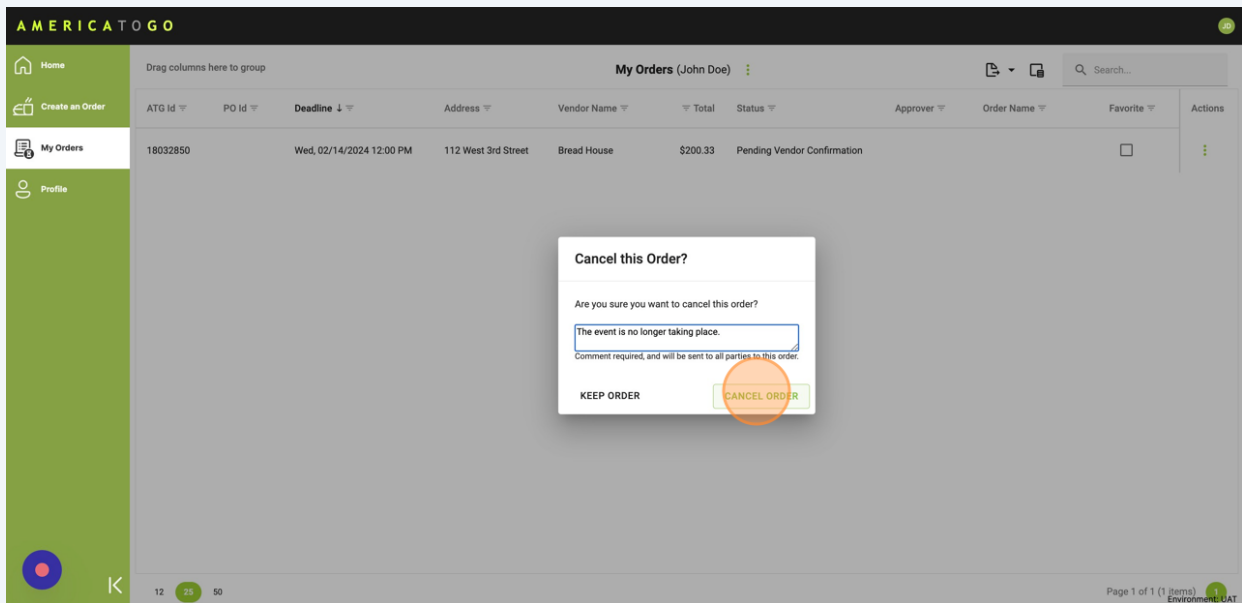 AMERICATOGO
JD
Home
Create an Order
My Orders
Profile
Drag columns here to group
My Orders (John Doe)
Search...
ATG Id PO Id Deadline Address Vendor Name Total Status Approver Order Name Favorite Actions
18032850 Wed, 02/14/2024 12:00 PM 112 West 3rd Street Bread House $200.33 Pending Vendor Confirmation
Cancel this Order?
Are you sure you want to cancel this order?
The event is no longer taking place.
Comment required, and will be sent to all parties to this order.
KEEP ORDER CANCEL ORDER
12 25 50
Page 1 of 1 (1 items) 1
Environment: UAT